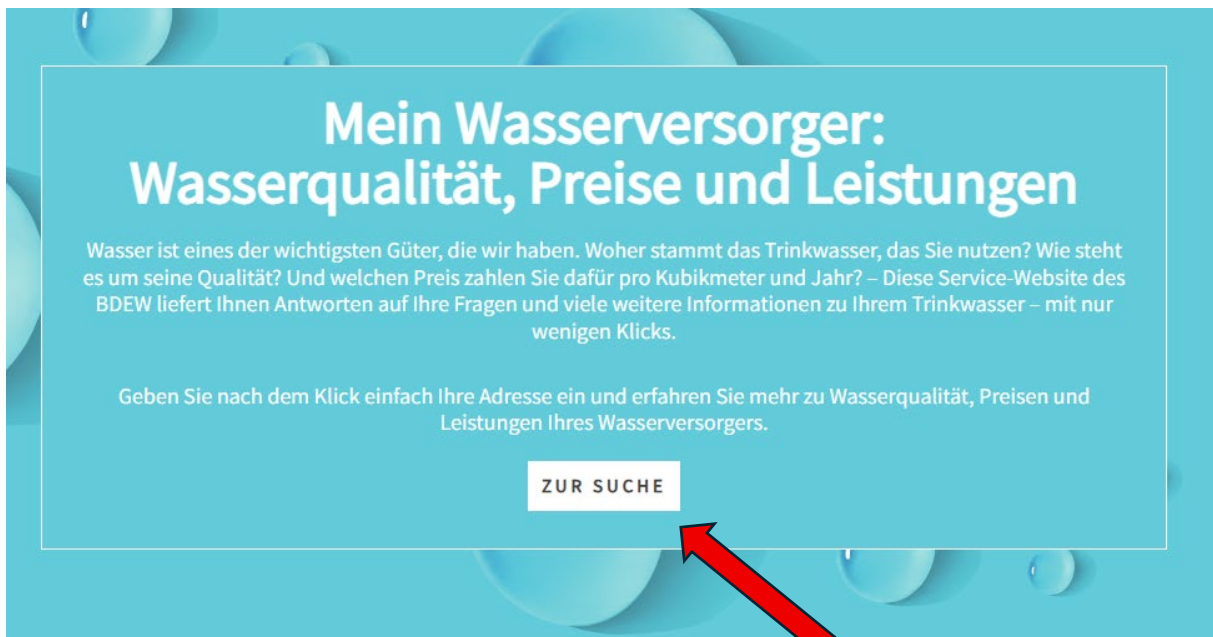 Mein Wasserversorger:
Wasserqualität, Preise und Leistungen
Wasser ist eines der wichtigsten Güter, die wir haben. Woher stammt das Trinkwasser, das Sie nutzen? Wie steht
es um seine Qualität? Und welchen Preis zahlen Sie dafür pro Kubikmeter und Jahr? – Diese Service-Website des
BDEW liefert Ihnen Antworten auf Ihre Fragen und viele weitere Informationen zu Ihrem Trinkwasser – mit nur
wenigen Klicks.
Geben Sie nach dem Klick einfach Ihre Adresse ein und erfahren Sie mehr zu Wasserqualität, Preisen und
Leistungen Ihres Wasserversorgers.
ZUR SUCHE